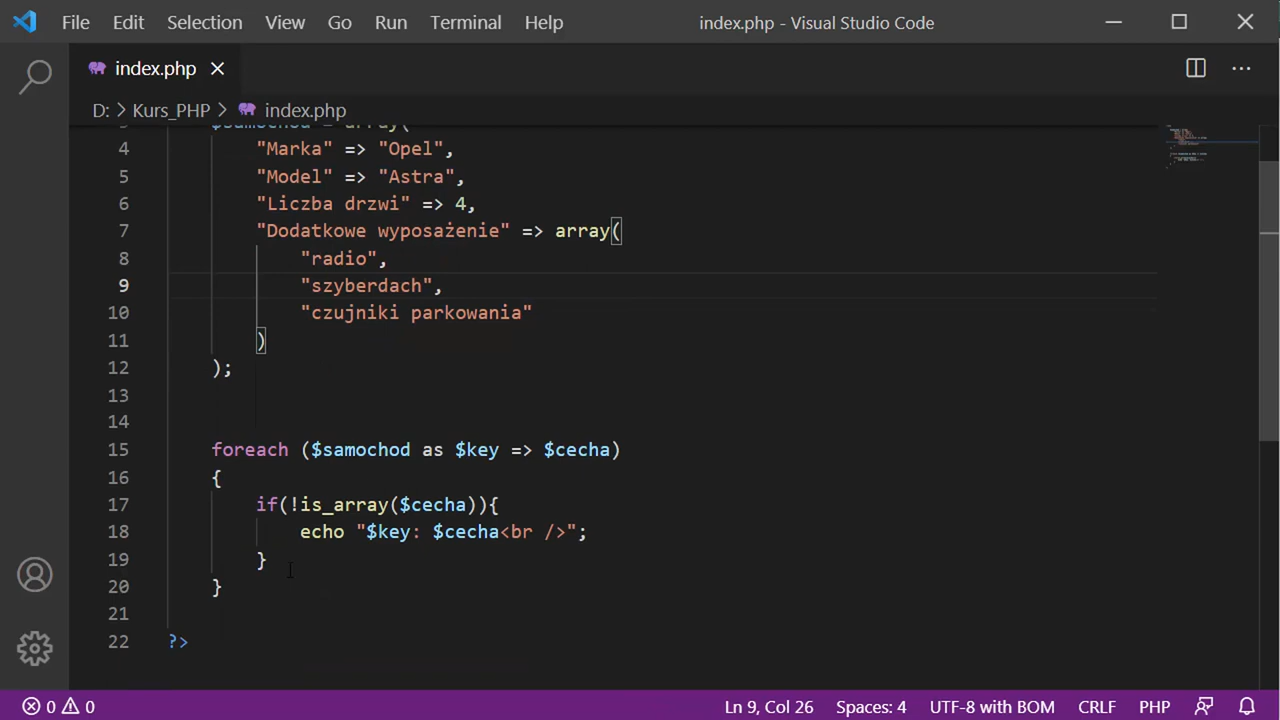 File Edit Selection View Go Run Terminal Help index.php - Visual Studio Code
index.php
D: > Kurs_PHP > index.php
3 $samochod = array(
4 "Marka" => "Opel",
5 "Model" => "Astra",
6 "Liczba drzwi" => 4,
7 "Dodatkowe wyposażenie" => array(
8 "radio",
9 "szyberdach",
10 "czujniki parkowania"
11 )
12 );
13
14
15 foreach ($samochod as $key => $cecha)
16 {
17 if(!is_array($cecha)){
18 echo "$key: $cecha<br />";
19 }
20 }
21
22 ?>
0 0 Ln 9, Col 26 Spaces: 4 UTF-8 with BOM CRLF PHP